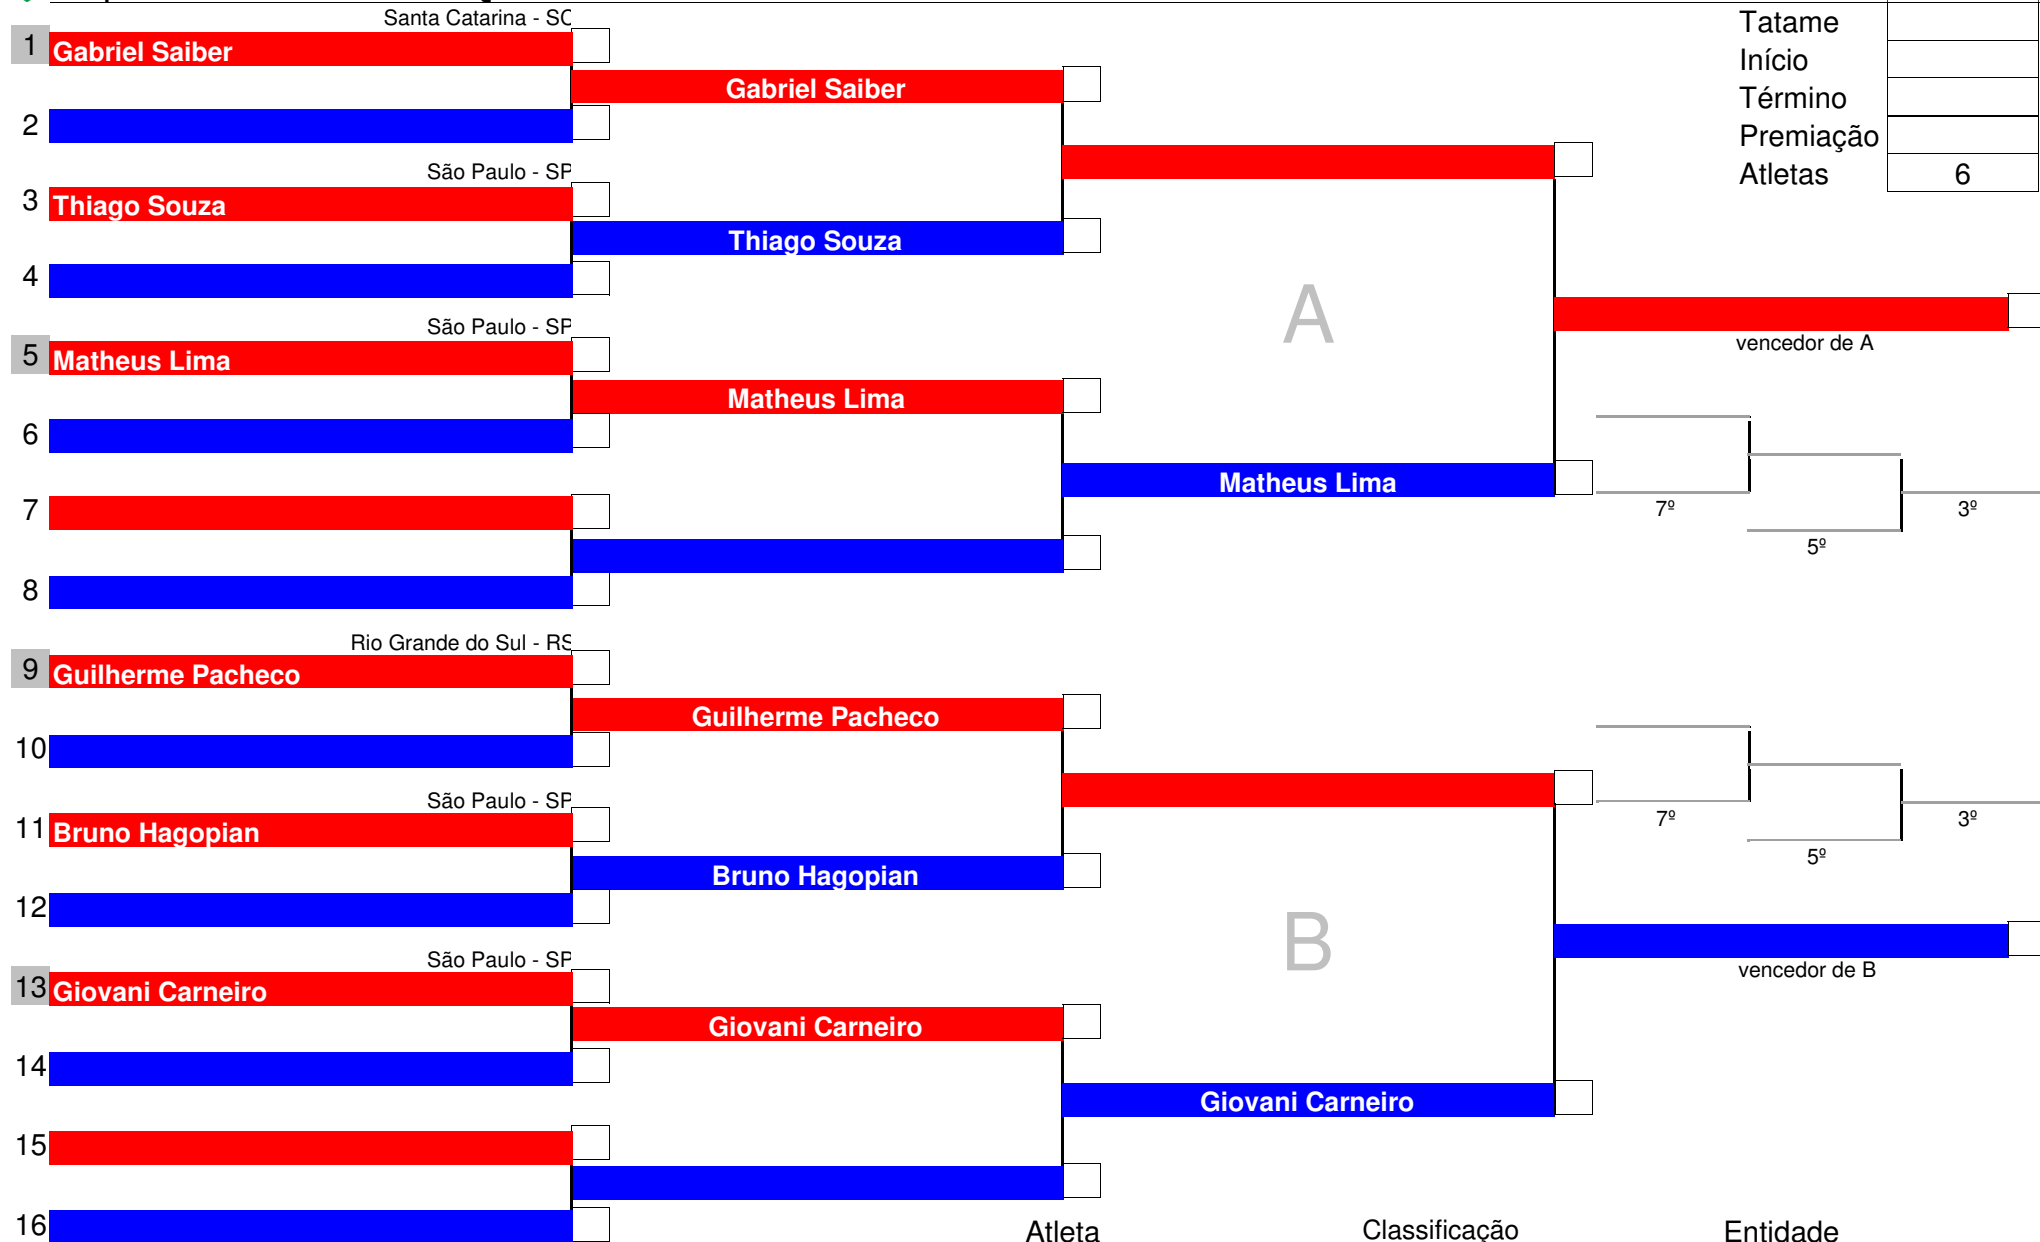 Santa Catarina - SC
Tatame
1 Gabriel Saiber
Início
Gabriel Saiber
Término
2
Premiação
São Paulo - SP
Atletas 6
3 Thiago Souza
Thiago Souza
4
A
São Paulo - SP
vencedor de A
5 Matheus Lima
Matheus Lima
6
Matheus Lima
7
7º 3º
5º
8
Rio Grande do Sul - RS
9 Guilherme Pacheco
Guilherme Pacheco
10
São Paulo - SP
7º 3º
11 Bruno Hagopian
5º
Bruno Hagopian
12
B
São Paulo - SP
vencedor de B
13 Giovani Carneiro
Giovani Carneiro
14
Giovani Carneiro
15
16
Atleta Classificação Entidade